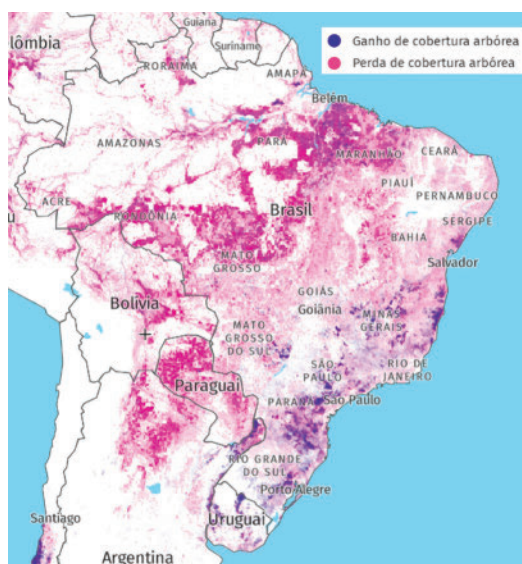 Guiana
lômbia
Suriname
Ganho de cobertura arbórea
Perda de cobertura arbórea
RORAIMA
AMAPÁ
Belém
AMAZONAS
PARÁ
MARANHÃO
CEARÁ
PIAUÍ
PERNAMBUCO
ACRE
RONDÔNIA
Brasil
SERGIPE
BAHIA
MATO
GROSSO
Salvador
GOIÁS
Bolivia
Goiânia
MINAS
GERAIS
MATO
GROSSO
DO SUL
SÃO
PAULO
RIO DE
JANEIRO
Paraguai
PARANÁ
São Paulo
RIO GRANDE
DO SUL
Porto Alegre
Santiago
Uruguai
Argentina